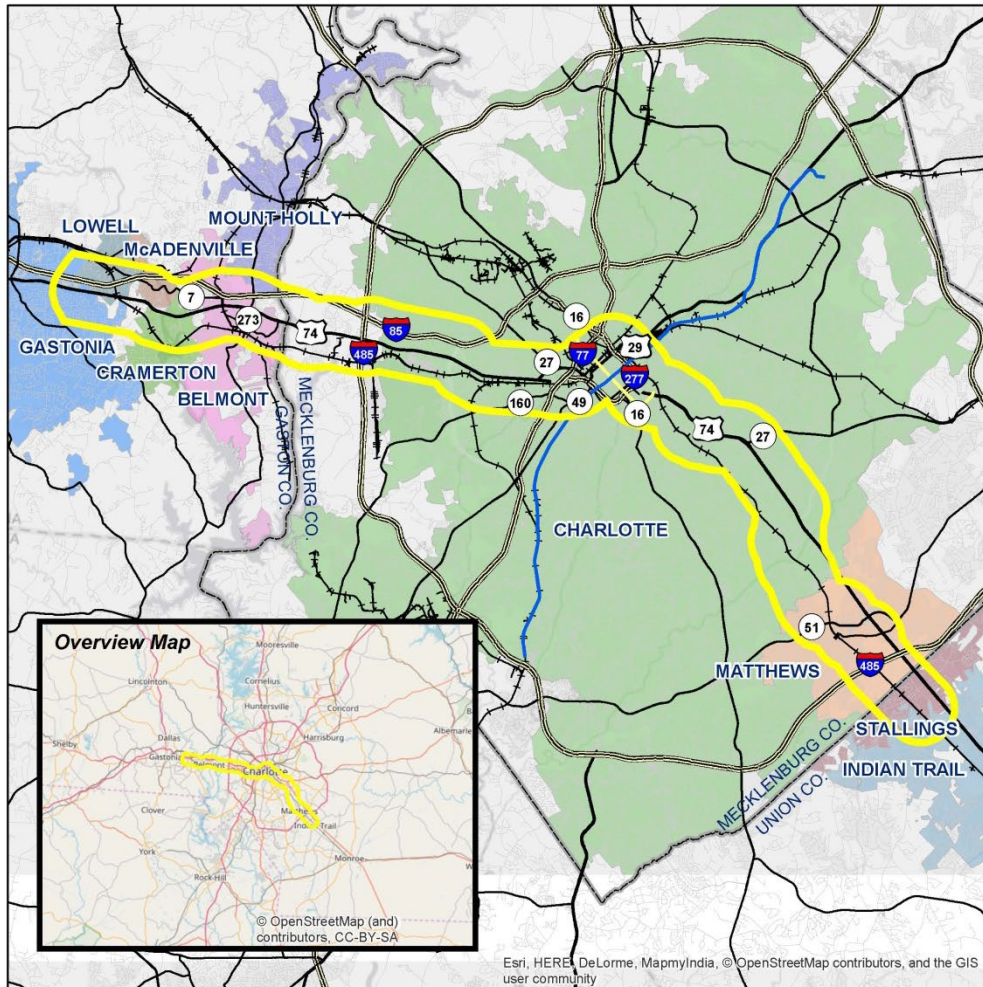 LOWELL
McADENVILLE
MOUNT HOLLY
7
273
74
85
485
16
27
77
29
277
160
49
16
74
27
GASTONIA
CRAMERTON
BELMONT
GASTON CO.
MECKLENBURG CO.
CHARLOTTE
51
MATTHEWS
485
STALLINGS
INDIAN TRAIL
MECKLENBURG CO.
UNION CO.
Overview Map
Mooresville
Lincolnton
Cornelius
Huntersville
Concord
Shelby
Dallas
Harrisburg
Albemarle
Gastonia
Belmont
Charlotte
Clover
Matthews
Indian Trail
York
Monroe
Rock Hill
© OpenStreetMap (and)
contributors, CC-BY-SA
Esri, HERE, DeLorme, MapmyIndia, © OpenStreetMap contributors, and the GIS
user community